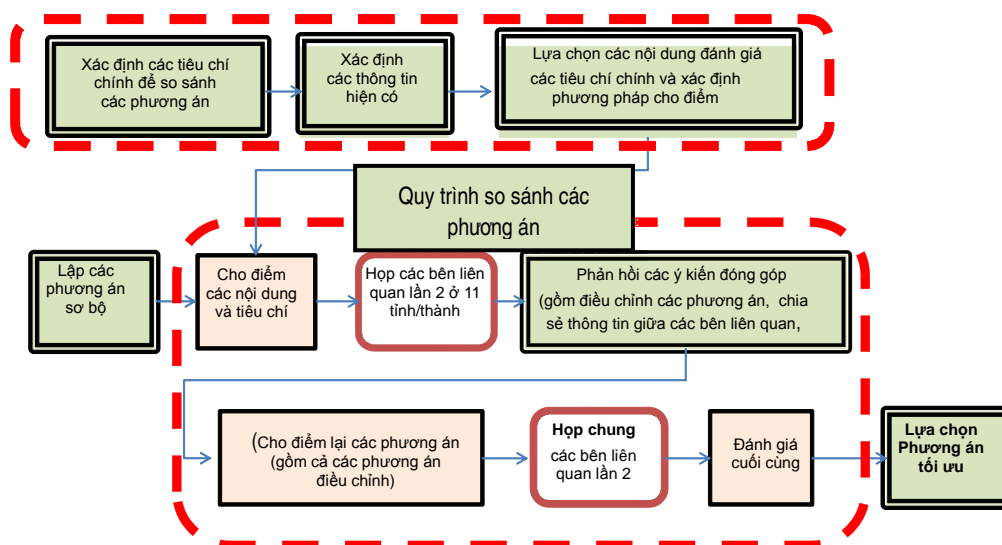 Xác định các tiêu chí
chính để so sánh
các phương án
Xác định
các thông tin
hiện có
Lựa chọn các nội dung đánh giá
các tiêu chí chính và xác định
phương pháp cho điểm
Quy trình so sánh các
phương án
Lập các
phương án
sơ bộ
Cho điểm
các nội dung
và tiêu chí
Họp các bên liên
quan lần 2 ở 11
tỉnh/thành
Phản hồi các ý kiến đóng góp
(gồm điều chỉnh các phương án, chia
sẻ thông tin giữa các bên liên quan,
(Cho điểm lại các phương án
(gồm cả các phương án
điều chỉnh)
Họp chung
các bên liên
quan lần 2
Đánh giá
cuối cùng
Lựa chọn
Phương án
tối ưu